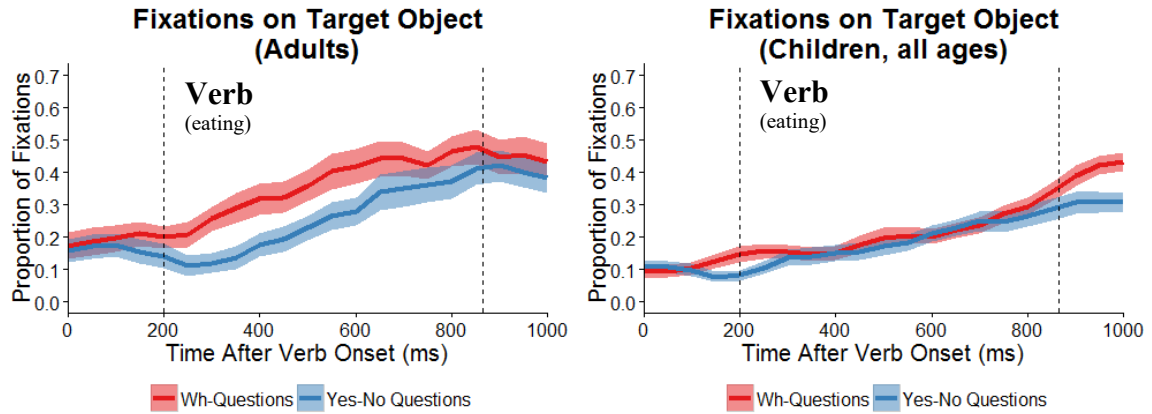 Fixations on Target Object
(Adults)
Proportion of Fixations
0.7
0.6
0.5
0.4
0.3
0.2
0.1
0.0
Verb
(eating)
0 200 400 600 800 1000
Time After Verb Onset (ms)
Wh-Questions Yes-No Questions
Fixations on Target Object
(Children, all ages)
Proportion of Fixations
0.7
0.6
0.5
0.4
0.3
0.2
0.1
0.0
Verb
(eating)
0 200 400 600 800 1000
Time After Verb Onset (ms)
Wh-Questions Yes-No Questions